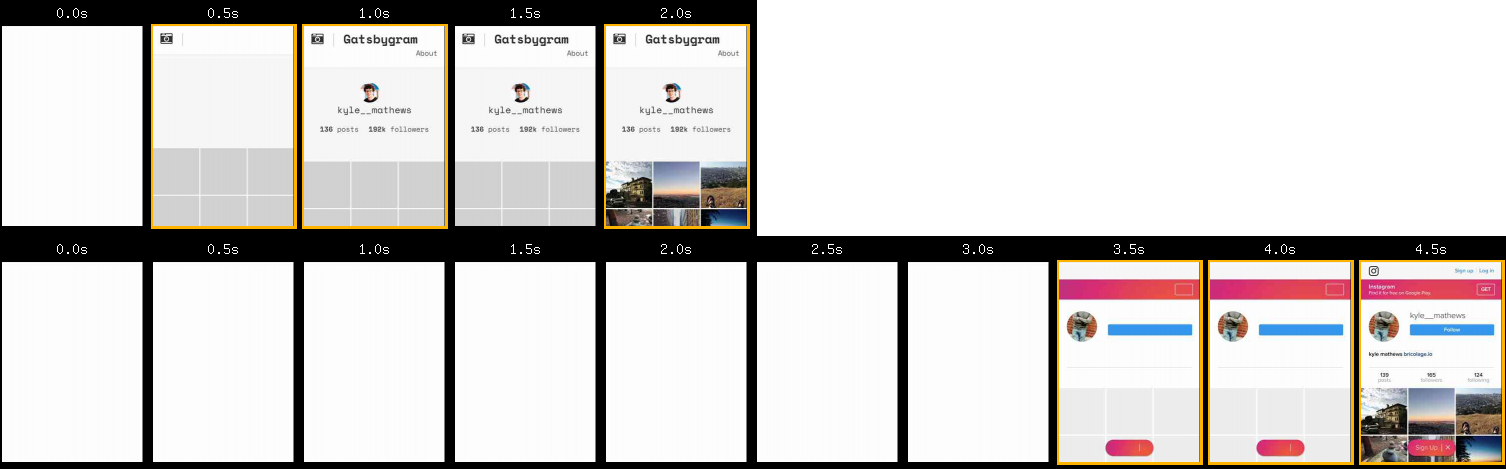 0.0s 0.5s 1.0s 1.5s 2.0s
Gatsbygram Gatsbygram Gatsbygram
About About About
kyle__mathews kyle__mathews kyle__mathews
136 posts 192k followers 136 posts 192k followers 136 posts 192k followers
0.0s 0.5s 1.0s 1.5s 2.0s 2.5s 3.0s 3.5s 4.0s 4.5s
Sign up | Log in
Instagram
Find it for free on Google Play.
GET
kyle__mathews
Follow
kyle mathews bricolage.io
139 165 124
posts followers following
Sign Up | ✕